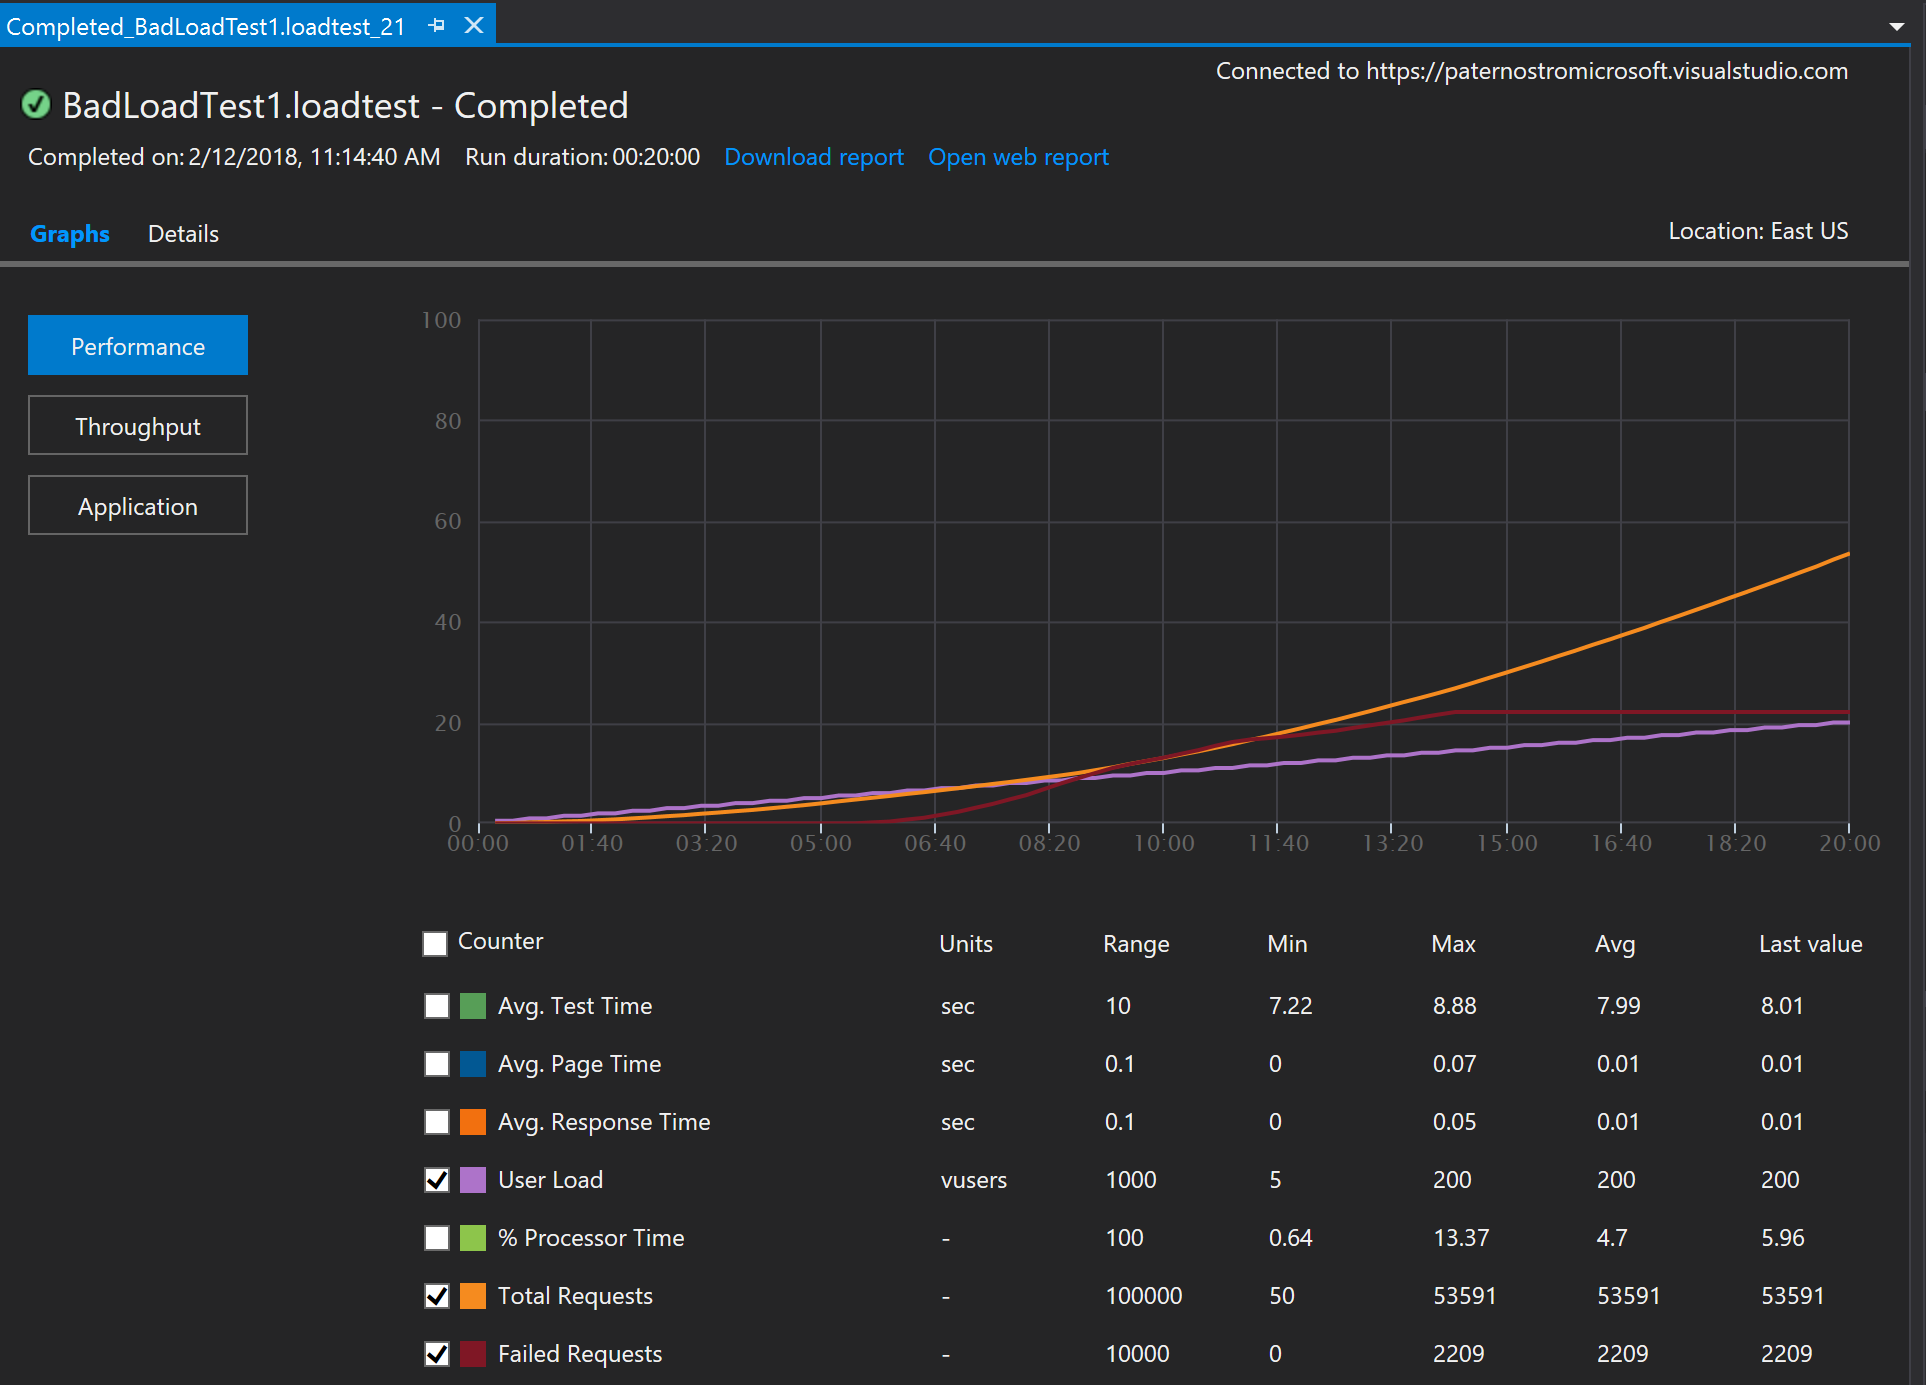 Completed_BadLoadTest1.loadtest_21
Connected to https://paternostromicrosoft.visualstudio.com
BadLoadTest1.loadtest - Completed
Completed on: 2/12/2018, 11:14:40 AM Run duration: 00:20:00 Download report Open web report
Graphs Details Location: East US
Performance
Throughput
Application
100
80
60
40
20
0
00:00 01:40 03:20 05:00 06:40 08:20 10:00 11:40 13:20 15:00 16:40 18:20 20:00
Counter Units Range Min Max Avg Last value
Avg. Test Time sec 10 7.22 8.88 7.99 8.01
Avg. Page Time sec 0.1 0 0.07 0.01 0.01
Avg. Response Time sec 0.1 0 0.05 0.01 0.01
User Load vusers 1000 5 200 200 200
% Processor Time - 100 0.64 13.37 4.7 5.96
Total Requests - 100000 50 53591 53591 53591
Failed Requests - 10000 0 2209 2209 2209